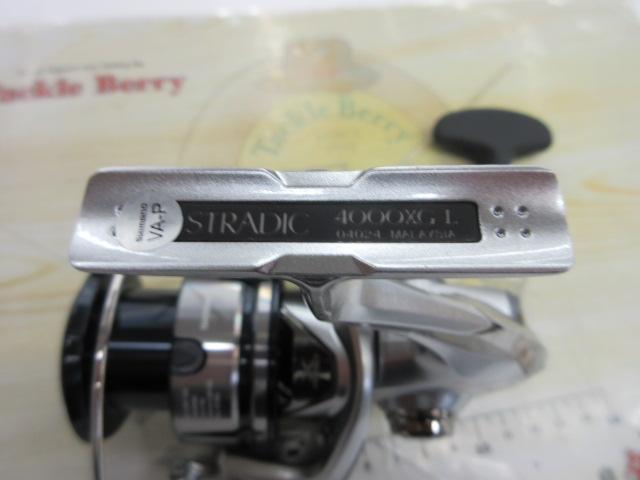 Tackle Berry
Tackle Berry
Shimano
VA-P
STRADIC 4000XG L
04024 MALAYSIA